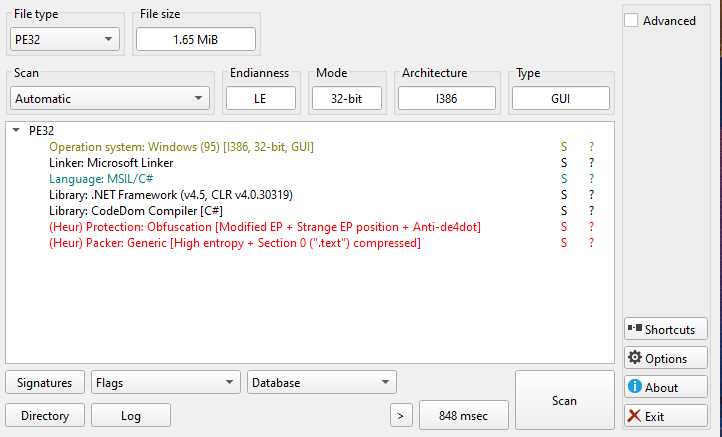 File type
File size
Advanced
PE32
1.65 MiB
Scan
Endianness
Mode
Architecture
Type
Automatic
LE
32-bit
I386
GUI
PE32
Operation system: Windows (95) [I386, 32-bit, GUI] S ?
Linker: Microsoft Linker S ?
Language: MSIL/C# S ?
Library: .NET Framework (v4.5, CLR v4.0.30319) S ?
Library: CodeDom Compiler [C#] S ?
(Heur) Protection: Obfuscation [Modified EP + Strange EP position + Anti-de4dot] S ?
(Heur) Packer: Generic [High entropy + Section 0 (".text") compressed] S ?
Shortcuts
Options
About
Exit
Signatures
Flags
Database
Scan
Directory
Log
>
848 msec